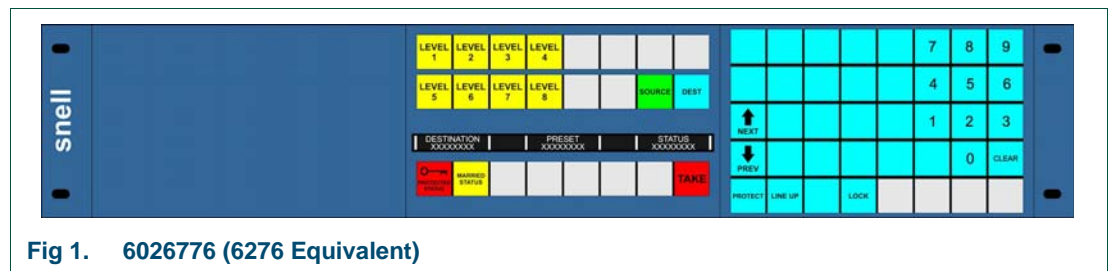 snell
LEVEL 1 LEVEL 2 LEVEL 3 LEVEL 4
LEVEL 5 LEVEL 6 LEVEL 7 LEVEL 8 SOURCE DEST
DESTINATION PRESET STATUS
XXXXXXXX XXXXXXXX XXXXXXXX
PROTECTED STATUS MARRIED STATUS TAKE
7 8 9
4 5 6
NEXT 1 2 3
PREV 0 CLEAR
PROTECT LINE UP LOCK
Fig 1. 6026776 (6276 Equivalent)